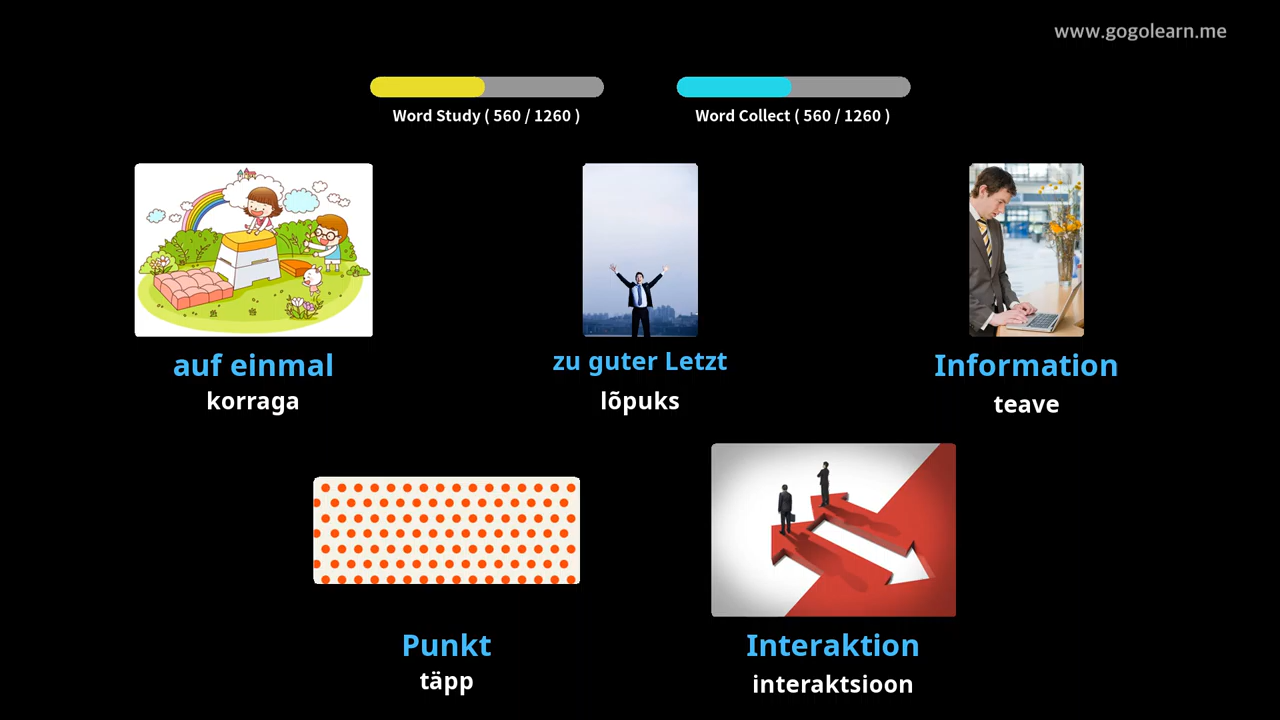 www.gogolearn.me
Word Study ( 560 / 1260 )
Word Collect ( 560 / 1260 )
auf einmal
korraga
zu guter Letzt
lõpuks
Information
teave
Punkt
täpp
Interaktion
interaktsioon